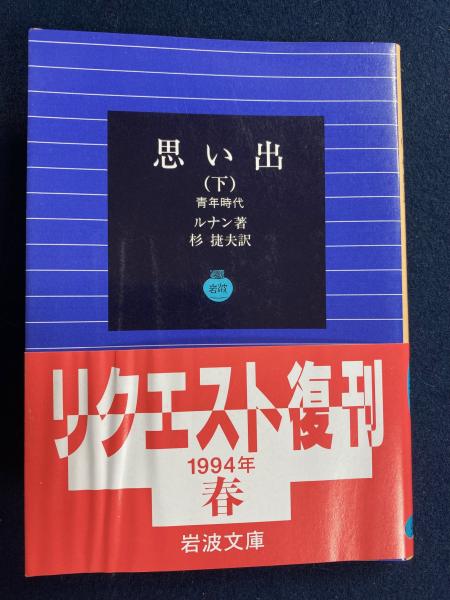 思い出
(下)
青年時代
ルナン著
杉 捷夫訳
岩波
リクエスト復刊
1994年
春
岩波文庫